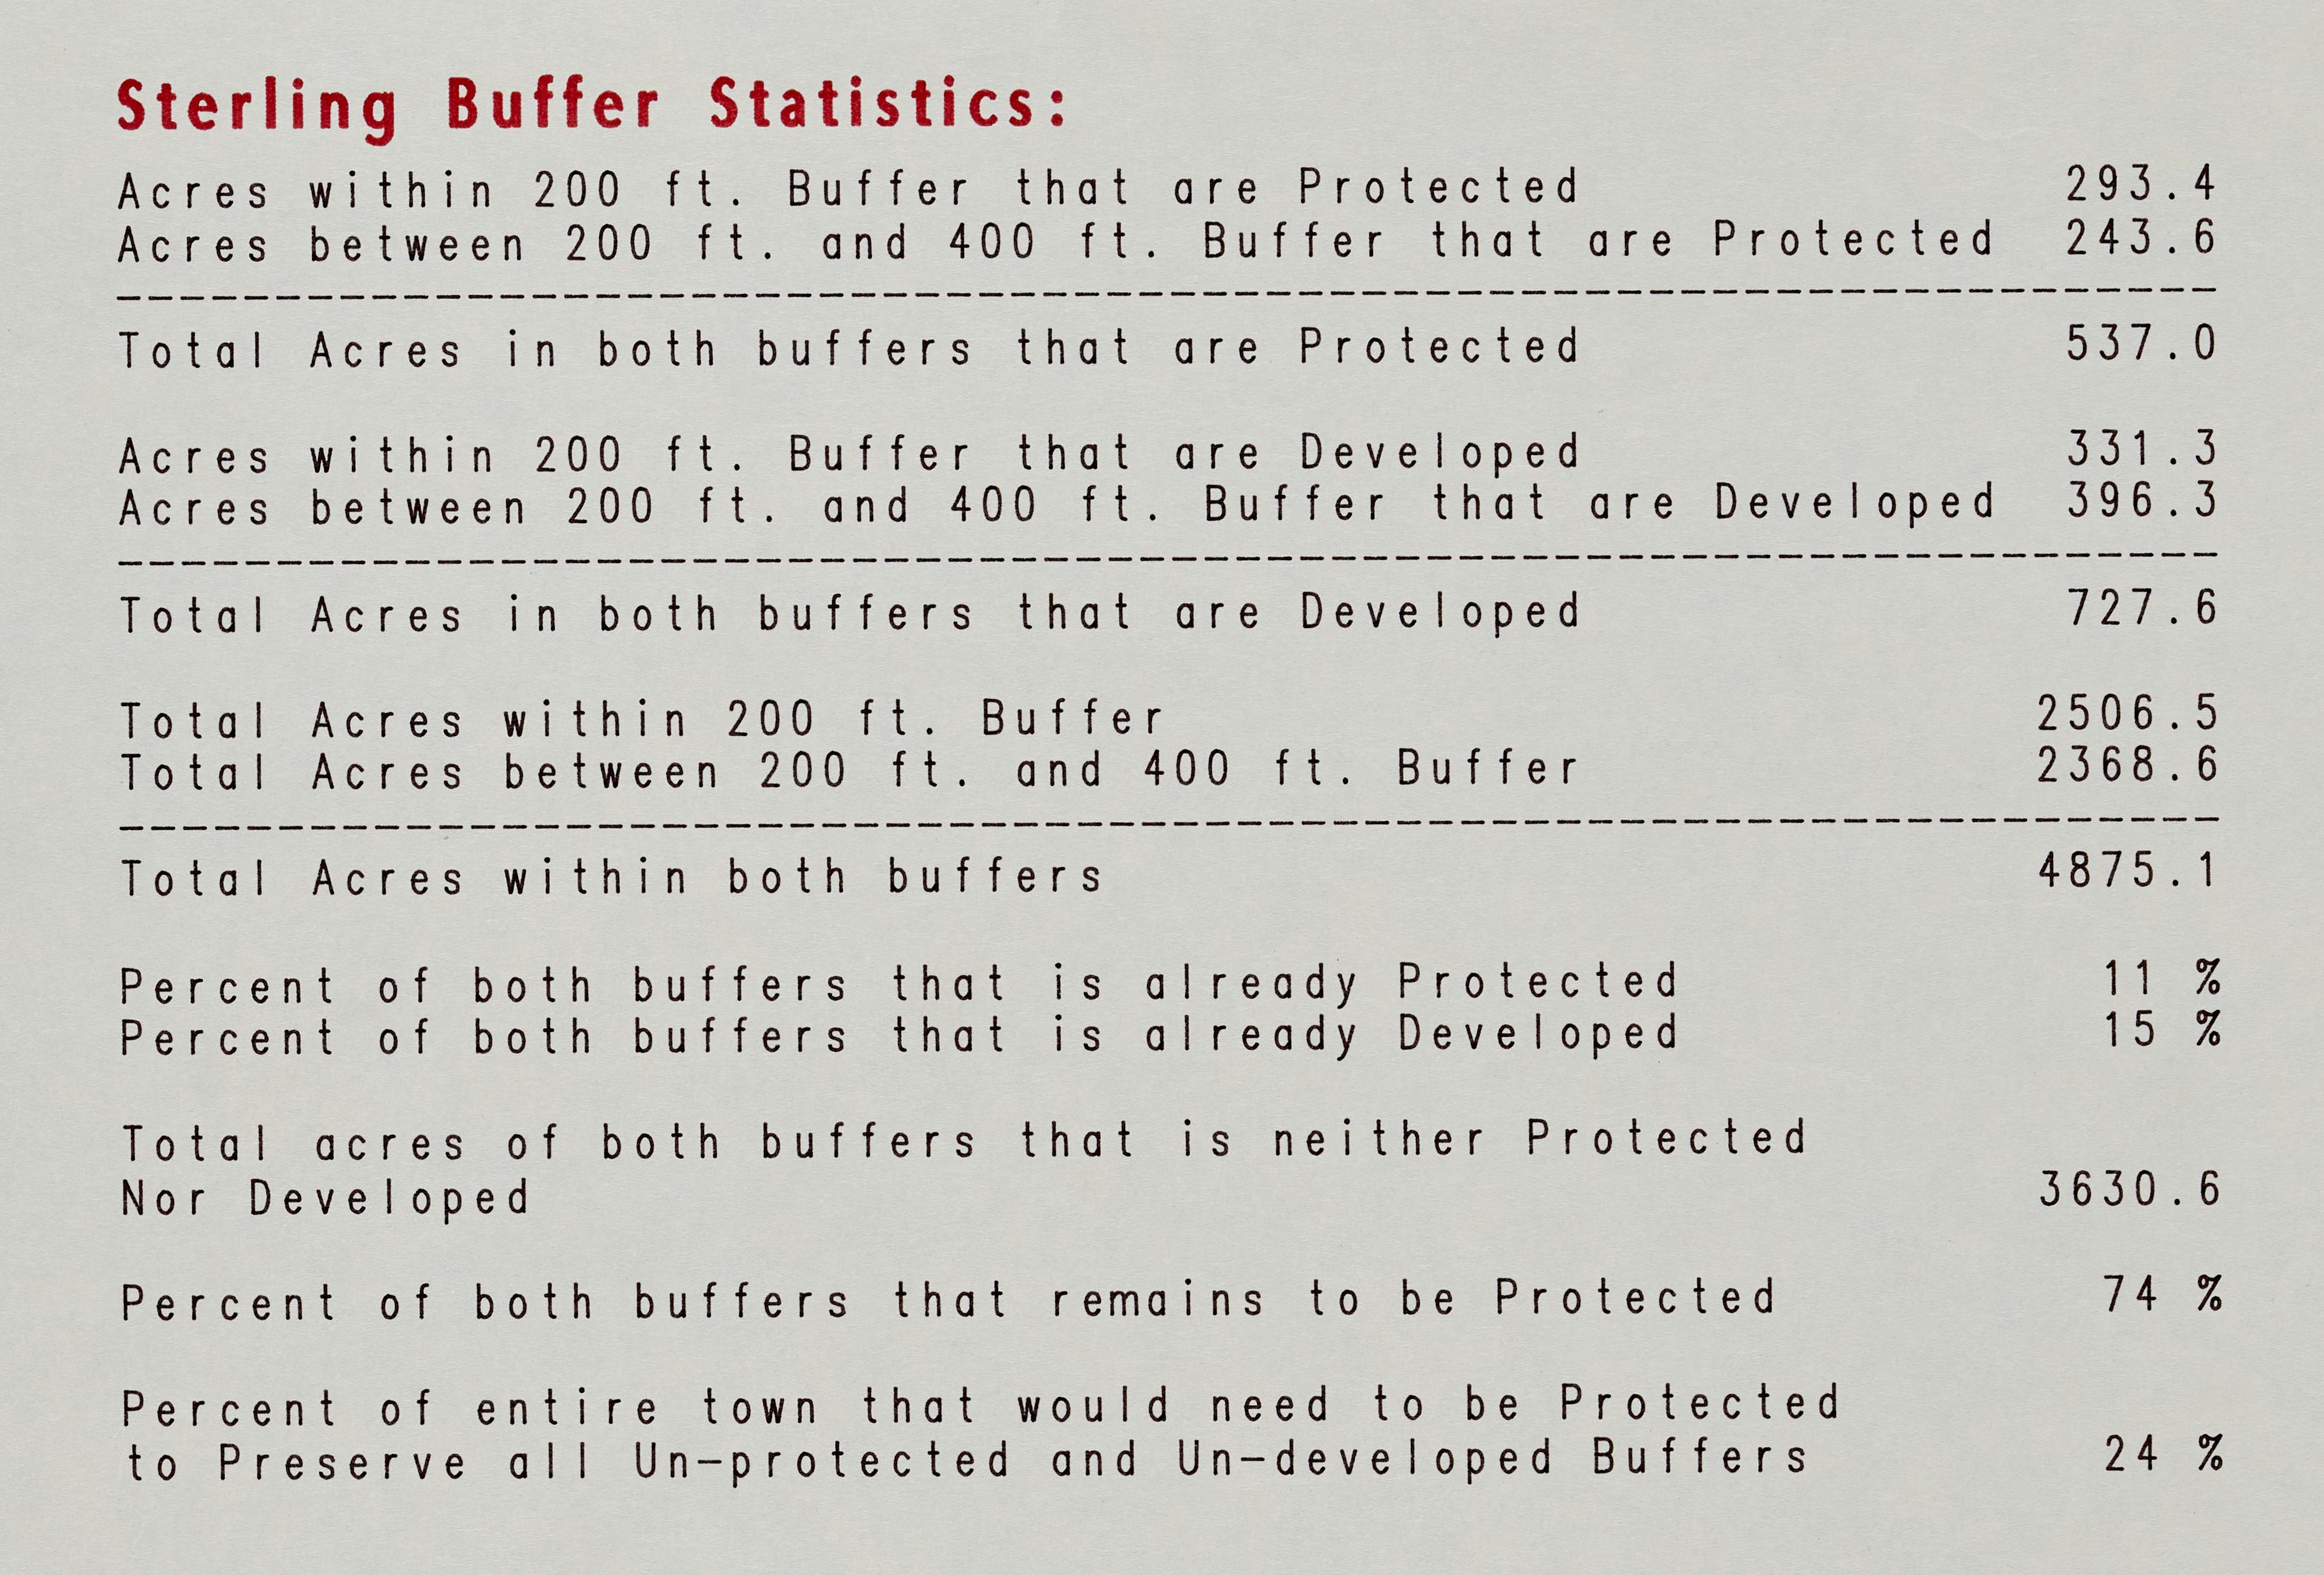 Sterling Buffer Statistics:
Acres within 200 ft. Buffer that are Protected 293.4
Acres between 200 ft. and 400 ft. Buffer that are Protected 243.6
------------------------------------------------------------------
Total Acres in both buffers that are Protected 537.0
Acres within 200 ft. Buffer that are Developed 331.3
Acres between 200 ft. and 400 ft. Buffer that are Developed 396.3
------------------------------------------------------------------
Total Acres in both buffers that are Developed 727.6
Total Acres within 200 ft. Buffer 2506.5
Total Acres between 200 ft. and 400 ft. Buffer 2368.6
------------------------------------------------------------------
Total Acres within both buffers 4875.1
Percent of both buffers that is already Protected 11 %
Percent of both buffers that is already Developed 15 %
Total acres of both buffers that is neither Protected
Nor Developed 3630.6
Percent of both buffers that remains to be Protected 74 %
Percent of entire town that would need to be Protected
to Preserve all Un-protected and Un-developed Buffers 24 %